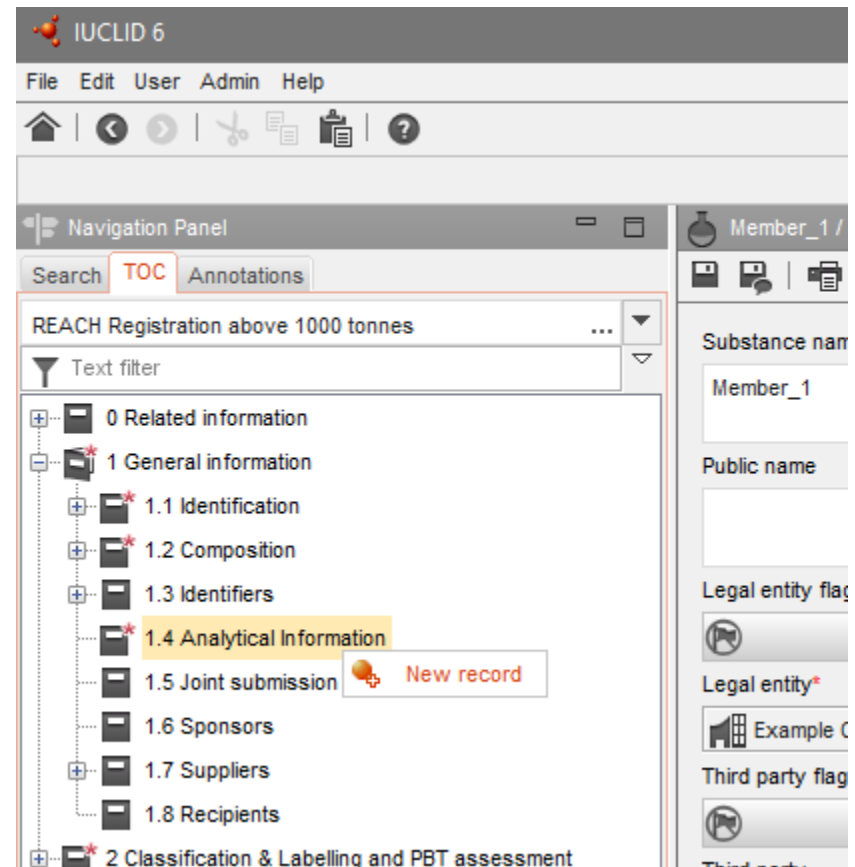 IUCLID 6
File Edit User Admin Help
Navigation Panel
Member_1 /
Search TOC Annotations
REACH Registration above 1000 tonnes ...
Text filter
0 Related information
1 General information
1.1 Identification
1.2 Composition
1.3 Identifiers
1.4 Analytical Information
1.5 Joint submission
New record
1.6 Sponsors
1.7 Suppliers
1.8 Recipients
2 Classification & Labelling and PBT assessment
Substance nam
Member_1
Public name
Legal entity flag
Legal entity*
Example
Third party flags
Third party